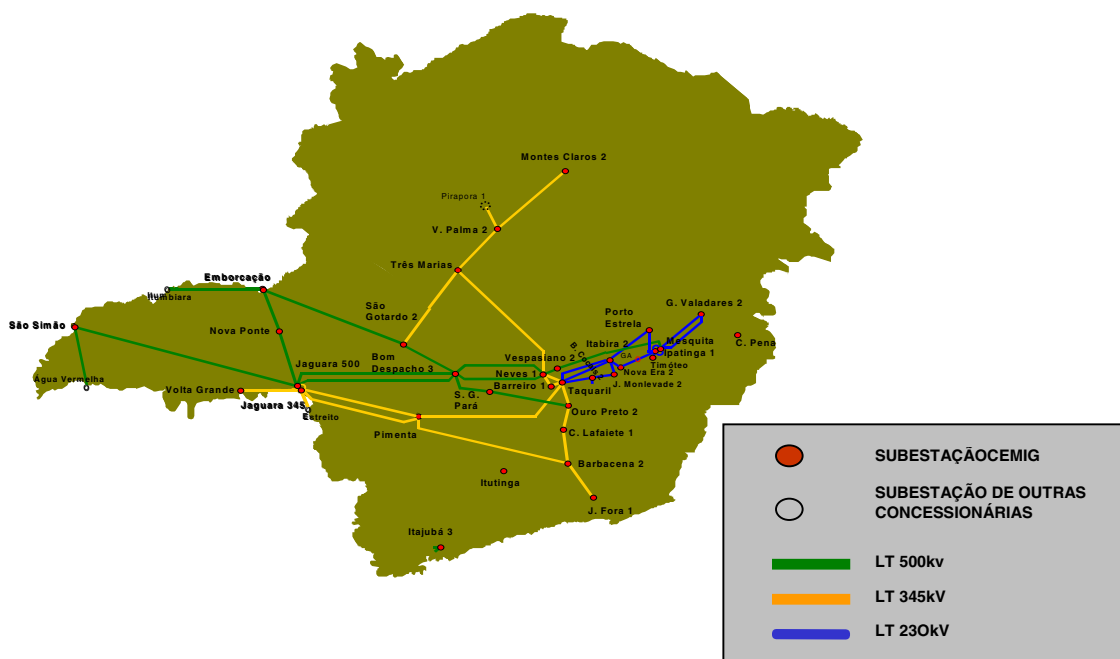 Montes Claros 2
Pirapora 1
V. Palma 2
Três Marias
Emborcação
Itumbiara
São
Gotardo 2
G. Valadares 2
Porto
Estrela
São Simão
Nova Ponte
Itabira 2
Mesquita
C. Pena
Bom
Despacho 3
Vespasiano 2
GA
Ipatinga 1
Timóteo
Jaguara 500
Neves 1
Nova Era 2
Água Vermelha
Volta Grande
Barreiro 1
Taquaril
J. Monlevade 2
S. G.
Pará
Jaguara 345
Estreito
Ouro Preto 2
Pimenta
C. Lafaiete 1
Barbacena 2
Itutinga
J. Fora 1
Itajubá 3
SUBESTAÇÃOCEMIG
SUBESTAÇÃO DE OUTRAS
CONCESSIONÁRIAS
LT 500kv
LT 345kV
LT 23OkV